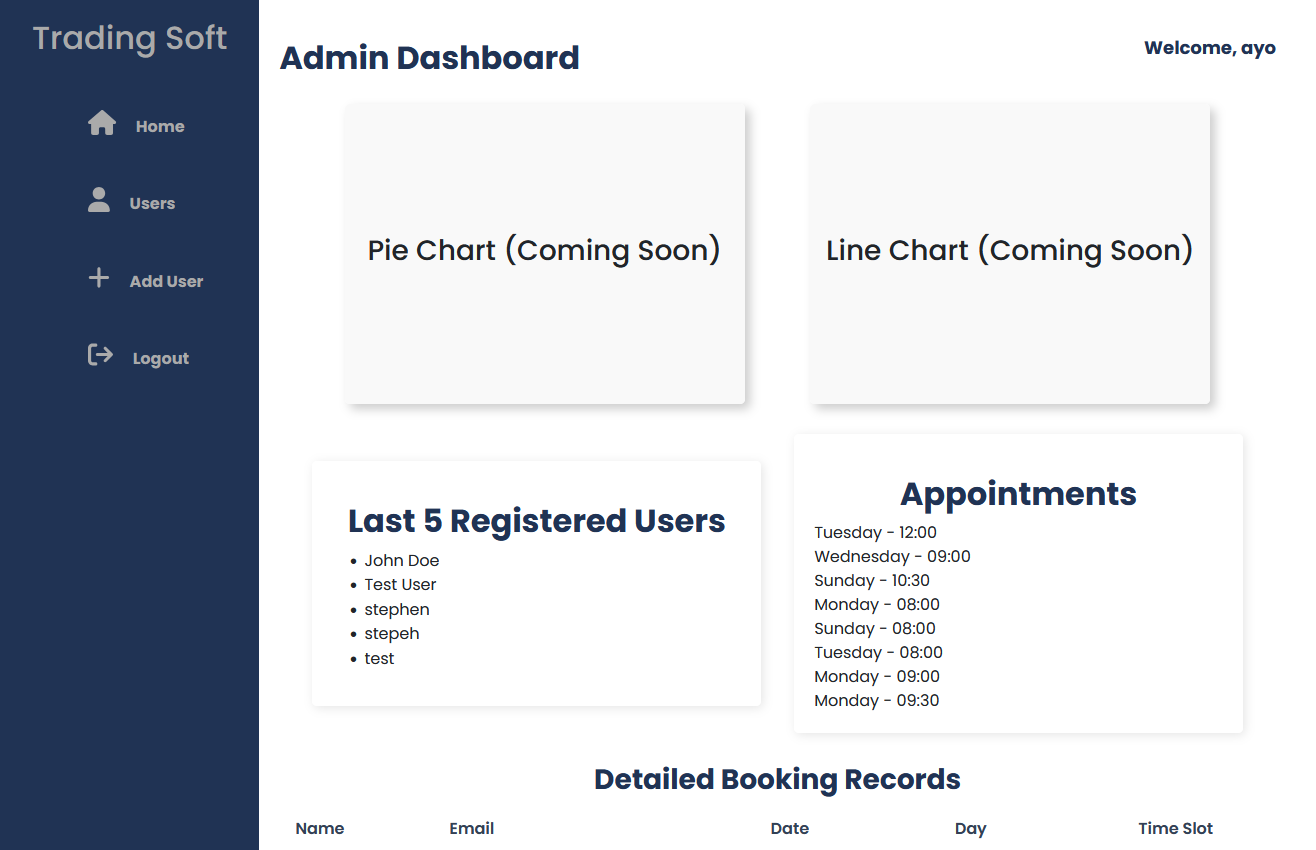 Trading Soft
Home
Users
Add User
Logout
Admin Dashboard
Welcome, ayo
Pie Chart (Coming Soon)
Line Chart (Coming Soon)
Last 5 Registered Users
John Doe
Test User
stephen
stepeh
test
Appointments
Tuesday - 12:00
Wednesday - 09:00
Sunday - 10:30
Monday - 08:00
Sunday - 08:00
Tuesday - 08:00
Monday - 09:00
Monday - 09:30
Detailed Booking Records
Name Email Date Day Time Slot